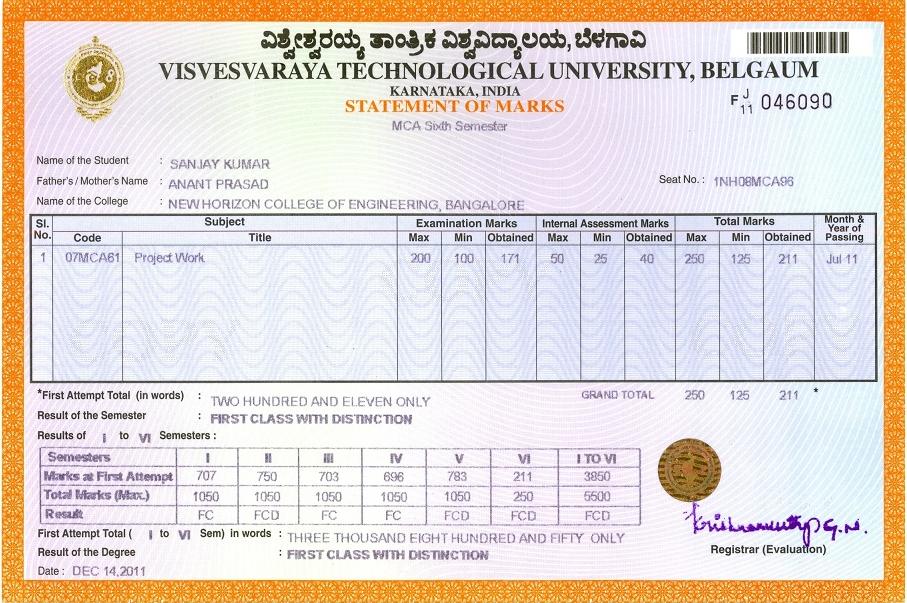 ವಿಶ್ವೇಶ್ವರಯ್ಯ ತಾಂತ್ರಿಕ ವಿಶ್ವವಿದ್ಯಾಲಯ, ಬೆಳಗಾವಿ
VISVESVARAYA TECHNOLOGICAL UNIVERSITY, BELGAUM
KARNATAKA, INDIA
STATEMENT OF MARKS
F J 11 046090
MCA Sixth Semester
Name of the Student : SANJAY KUMAR
Father's / Mother's Name : ANANT PRASAD Seat No. : 1NH08MCA96
Name of the College : NEW HORIZON COLLEGE OF ENGINEERING, BANGALORE
Sl. No. Subject Examination Marks Internal Assessment Marks Total Marks Month & Year of Passing
Code Title Max Min Obtained Max Min Obtained Max Min Obtained
1 07MCA61 Project Work 200 100 171 50 25 40 250 125 211 Jul 11
*First Attempt Total (in words) : TWO HUNDRED AND ELEVEN ONLY GRAND TOTAL 250 125 211 *
Result of the Semester : FIRST CLASS WITH DISTINCTION
Results of I to VI Semesters :
Semesters I II III IV V VI I TO VI
Marks at First Attempt 707 750 703 696 783 211 3850
Total Marks (Max.) 1050 1050 1050 1050 1050 250 5500
Result FC FCD FC FC FCD FCD FCD
First Attempt Total ( I to VI Sem) in words : THREE THOUSAND EIGHT HUNDRED AND FIFTY ONLY
Result of the Degree : FIRST CLASS WITH DISTINCTION
Registrar (Evaluation)
Date : DEC 14,2011